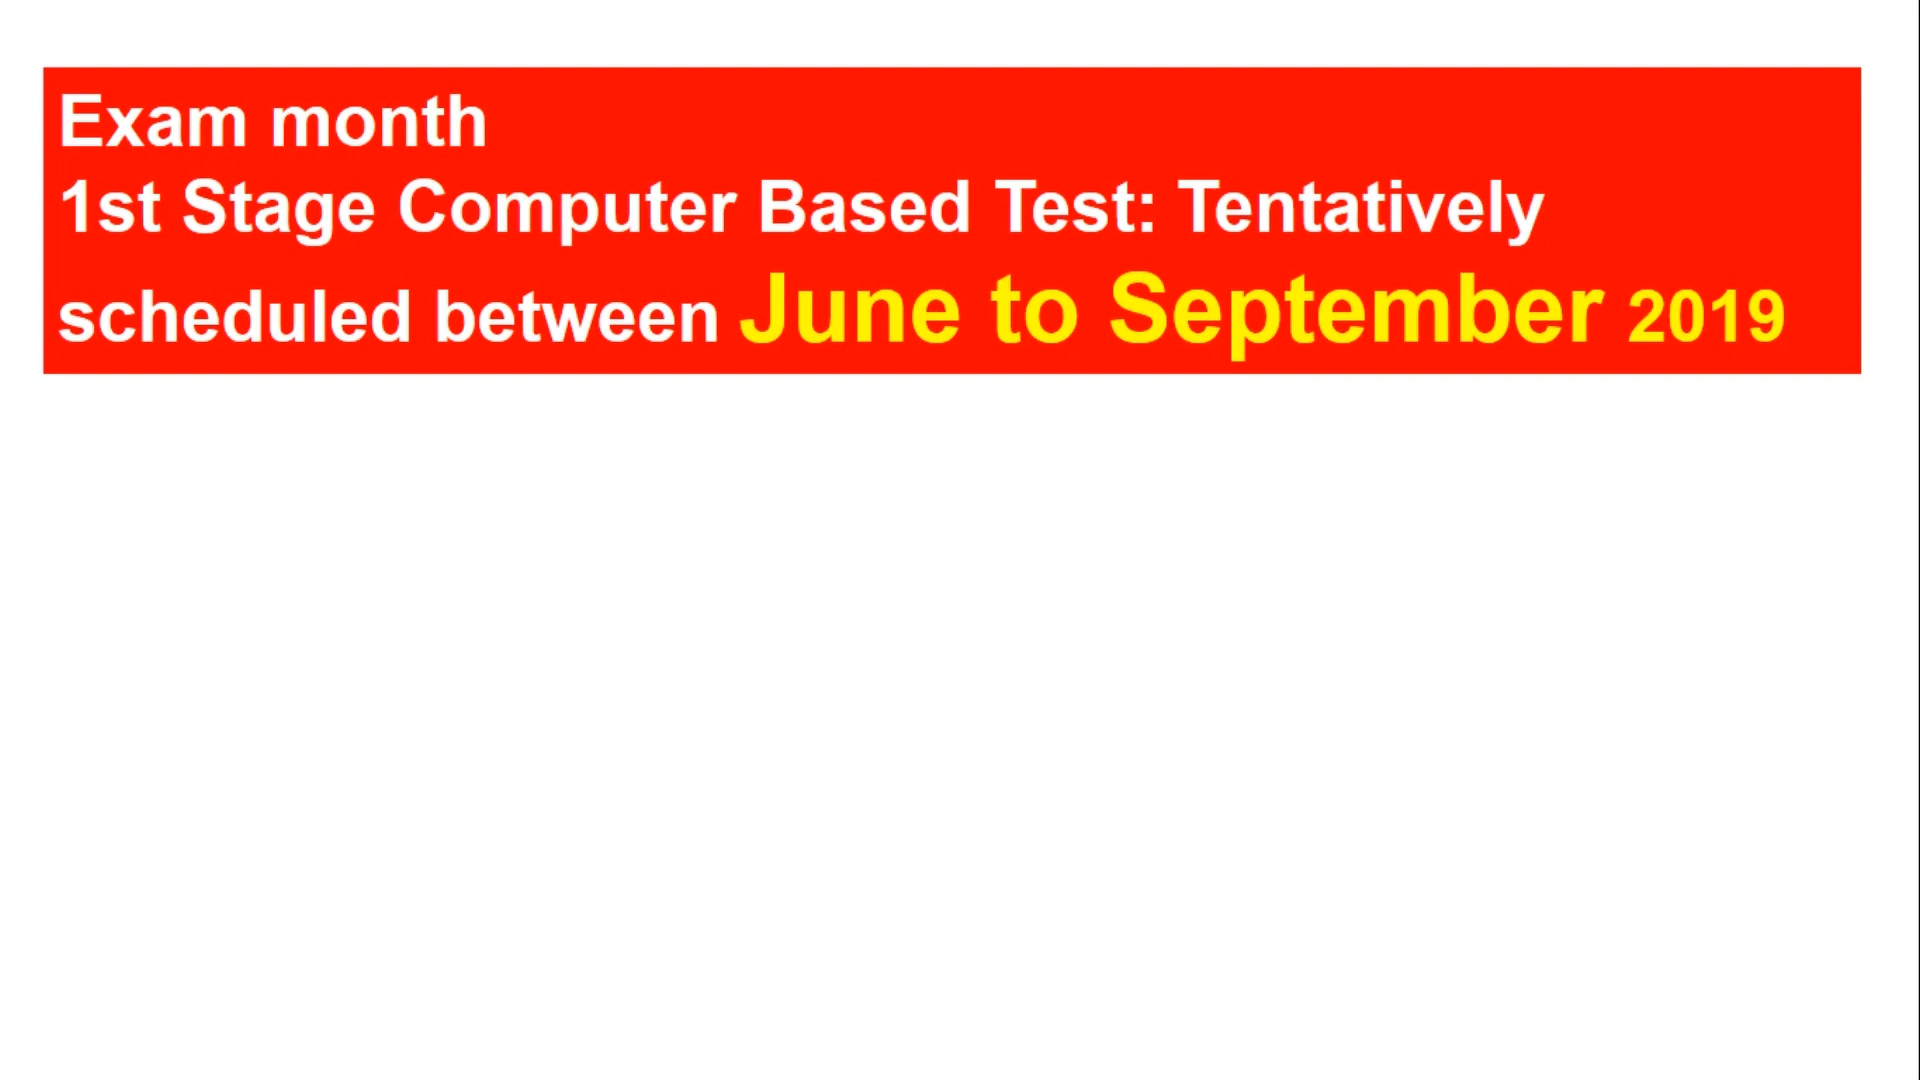 Exam month
1st Stage Computer Based Test: Tentatively
scheduled between June to September 2019